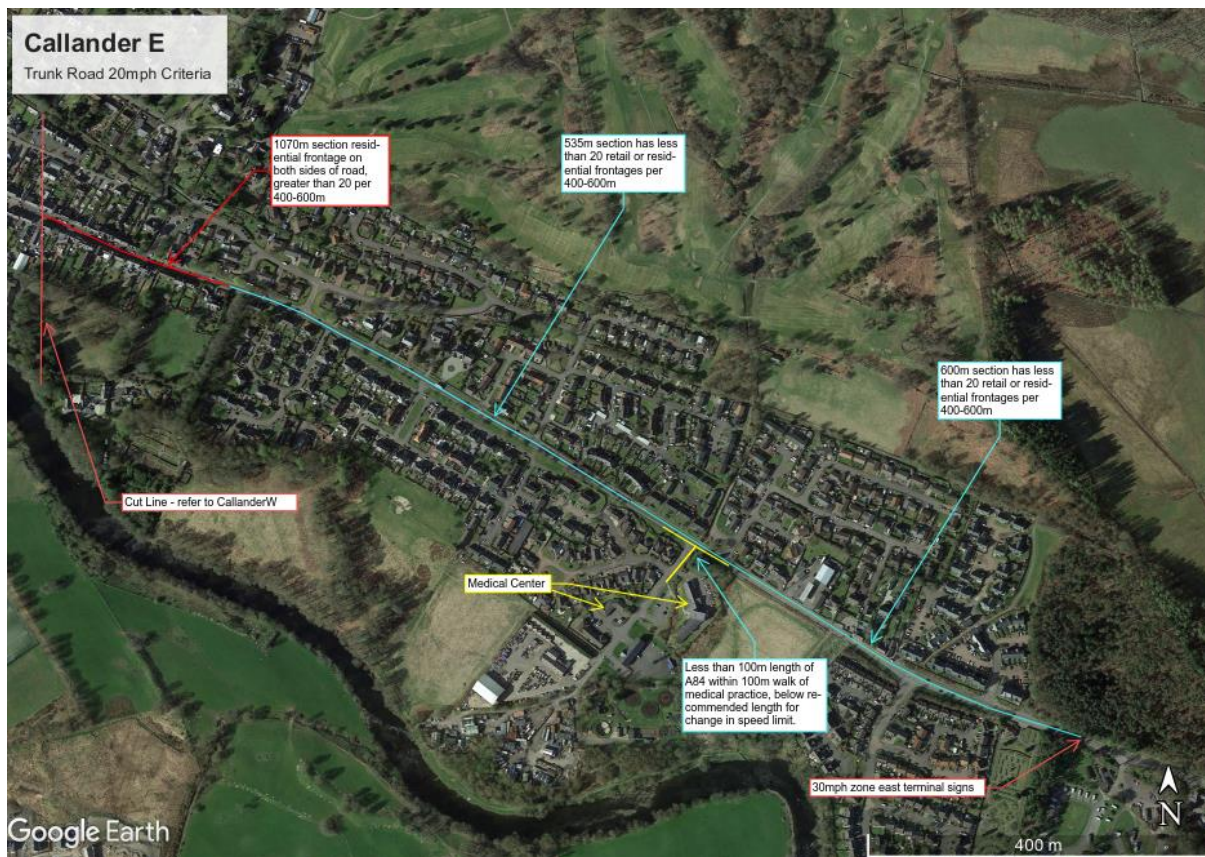 Callander E
Trunk Road 20mph Criteria
1070m section resid-
ential frontage on
both sides of road,
greater than 20 per
400-600m
535m section has less
than 20 retail or resid-
ential frontages per
400-600m
600m section has less
than 20 retail or resid-
ential frontages per
400-600m
Cut Line - refer to CallanderW
Medical Center
Less than 100m length of
A84 within 100m walk of
medical practice, below re-
commended length for
change in speed limit.
30mph zone east terminal signs
N
Google Earth
400 m